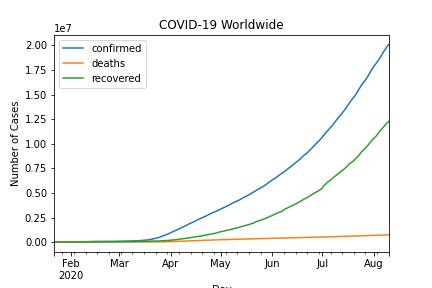 COVID-19 Worldwide
1e7
confirmed
deaths
recovered
2.00
1.75
1.50
1.25
1.00
0.75
0.50
0.25
0.00
Number of Cases
Feb
2020
Mar
Apr
May
Jun
Jul
Aug